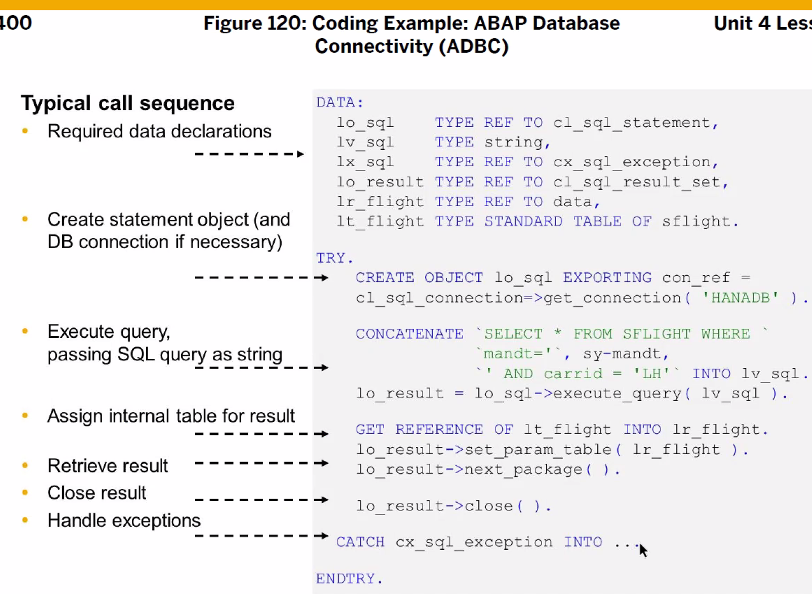 400 Figure 120: Coding Example: ABAP Database Unit 4 Less
Connectivity (ADBC)
Typical call sequence
• Required data declarations
• Create statement object (and
DB connection if necessary)
• Execute query,
passing SQL query as string
• Assign internal table for result
• Retrieve result
• Close result
• Handle exceptions
DATA:
lo_sql TYPE REF TO cl_sql_statement,
lv_sql TYPE string,
lx_sql TYPE REF TO cx_sql_exception,
lo_result TYPE REF TO cl_sql_result_set,
lr_flight TYPE REF TO data,
lt_flight TYPE STANDARD TABLE OF sflight.
TRY.
CREATE OBJECT lo_sql EXPORTING con_ref =
cl_sql_connection=>get_connection( 'HANADB' ).
CONCATENATE `SELECT * FROM SFLIGHT WHERE `
`mandt='`, sy-mandt,
`' AND carrid = 'LH'` INTO lv_sql.
lo_result = lo_sql->execute_query( lv_sql ).
GET REFERENCE OF lt_flight INTO lr_flight.
lo_result->set_param_table( lr_flight ).
lo_result->next_package( ).
lo_result->close( ).
CATCH cx_sql_exception INTO ...
ENDTRY.